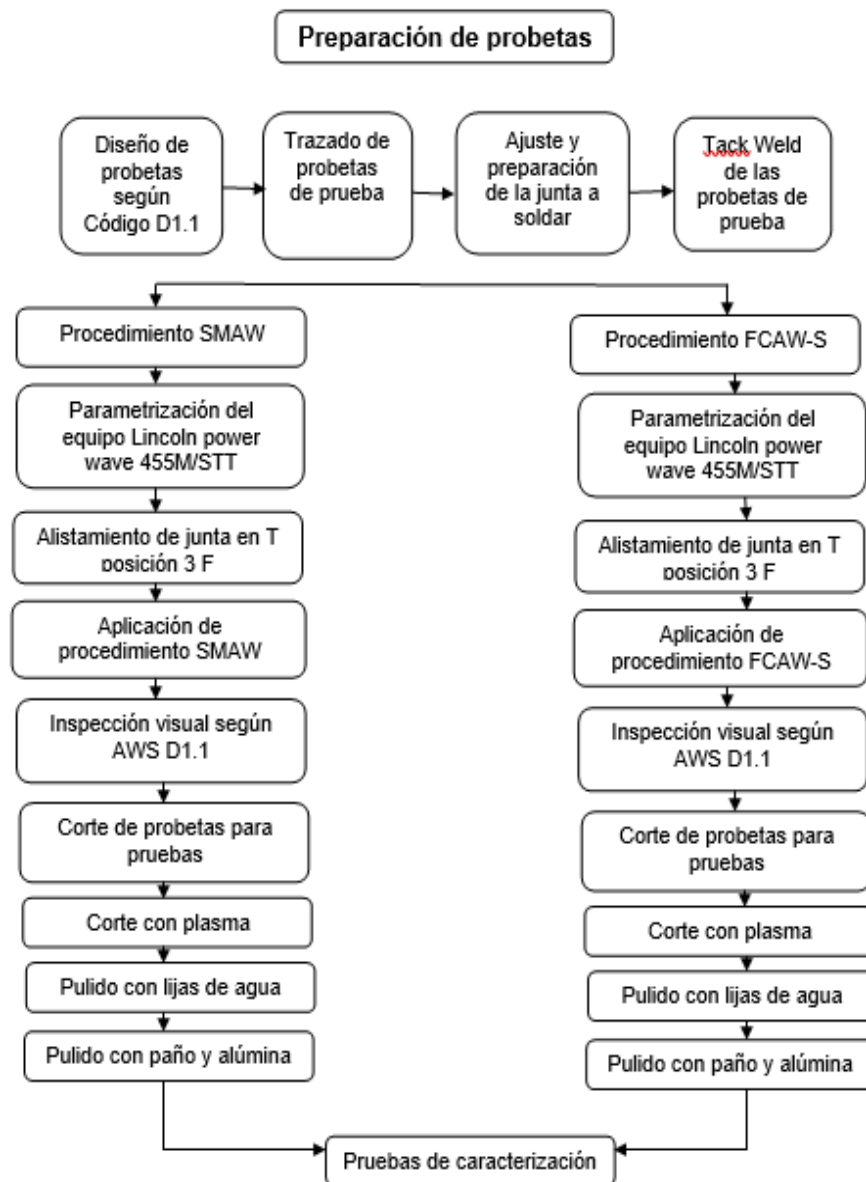 Preparación de probetas
Diseño de
probetas
según
Código D1.1
Trazado de
probetas
de prueba
Ajuste y
preparación
de la junta a
soldar
Tack Weld
de las
probetas de
prueba
Procedimiento SMAW
Parametrización del
equipo Lincoln power
wave 455M/STT
Alistamiento de junta en T
posición 3 F
Aplicación de
procedimiento SMAW
Inspección visual según
AWS D1.1
Corte de probetas para
pruebas
Corte con plasma
Pulido con lijas de agua
Pulido con paño y alúmina
Procedimiento FCAW-S
Parametrización del
equipo Lincoln power
wave 455M/STT
Alistamiento de junta en T
posición 3 F
Aplicación de
procedimiento FCAW-S
Inspección visual según
AWS D1.1
Corte de probetas para
pruebas
Corte con plasma
Pulido con lijas de agua
Pulido con paño y alúmina
Pruebas de caracterización